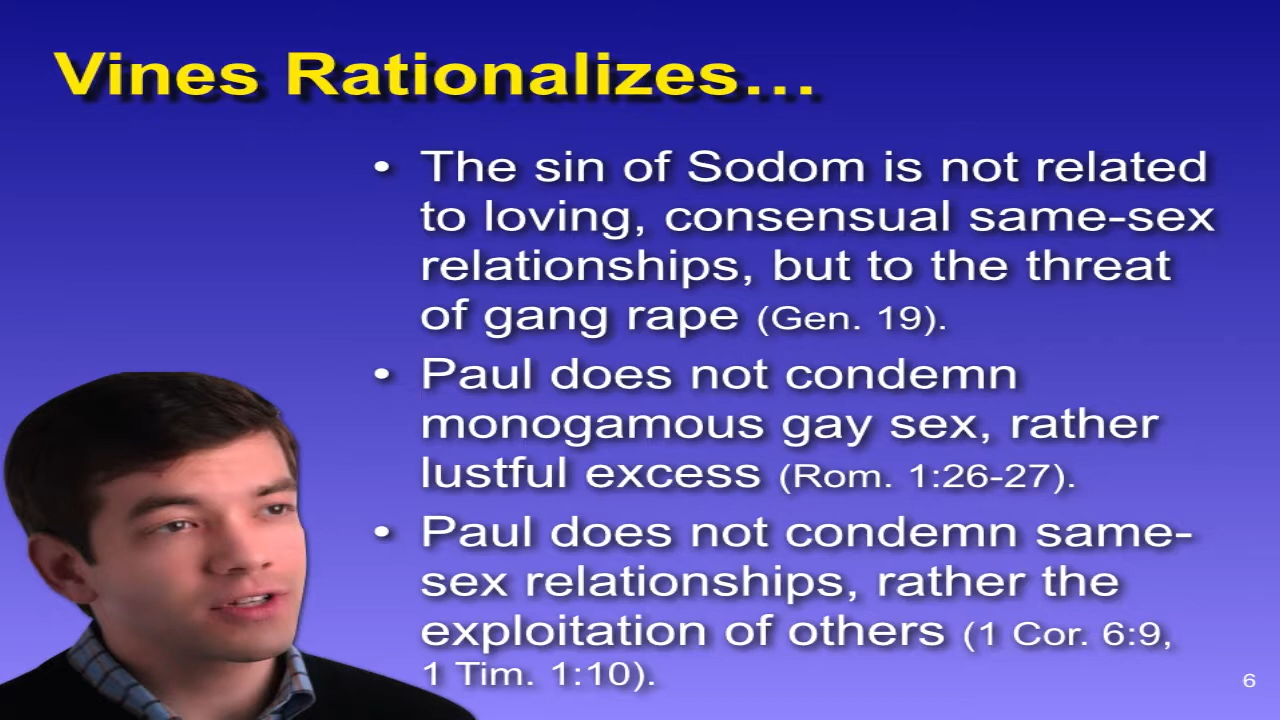 Vines Rationalizes…
• The sin of Sodom is not related
to loving, consensual same-sex
relationships, but to the threat
of gang rape (Gen. 19).
• Paul does not condemn
monogamous gay sex, rather
lustful excess (Rom. 1:26-27).
• Paul does not condemn same-
sex relationships, rather the
exploitation of others (1 Cor. 6:9,
1 Tim. 1:10).
6